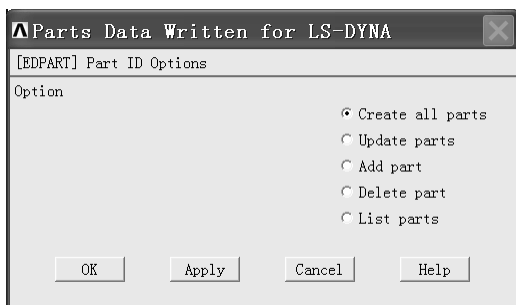 Parts Data Written for LS-DYNA
[EDPART] Part ID Options
Option
Create all parts
Update parts
Add part
Delete part
List parts
OK Apply Cancel Help